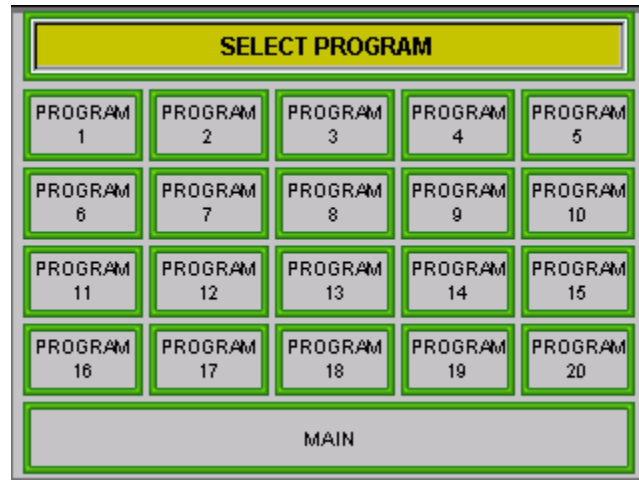 SELECT PROGRAM
PROGRAM PROGRAM PROGRAM PROGRAM PROGRAM
1 2 3 4 5
PROGRAM PROGRAM PROGRAM PROGRAM PROGRAM
6 7 8 9 10
PROGRAM PROGRAM PROGRAM PROGRAM PROGRAM
11 12 13 14 15
PROGRAM PROGRAM PROGRAM PROGRAM PROGRAM
16 17 18 19 20
MAIN